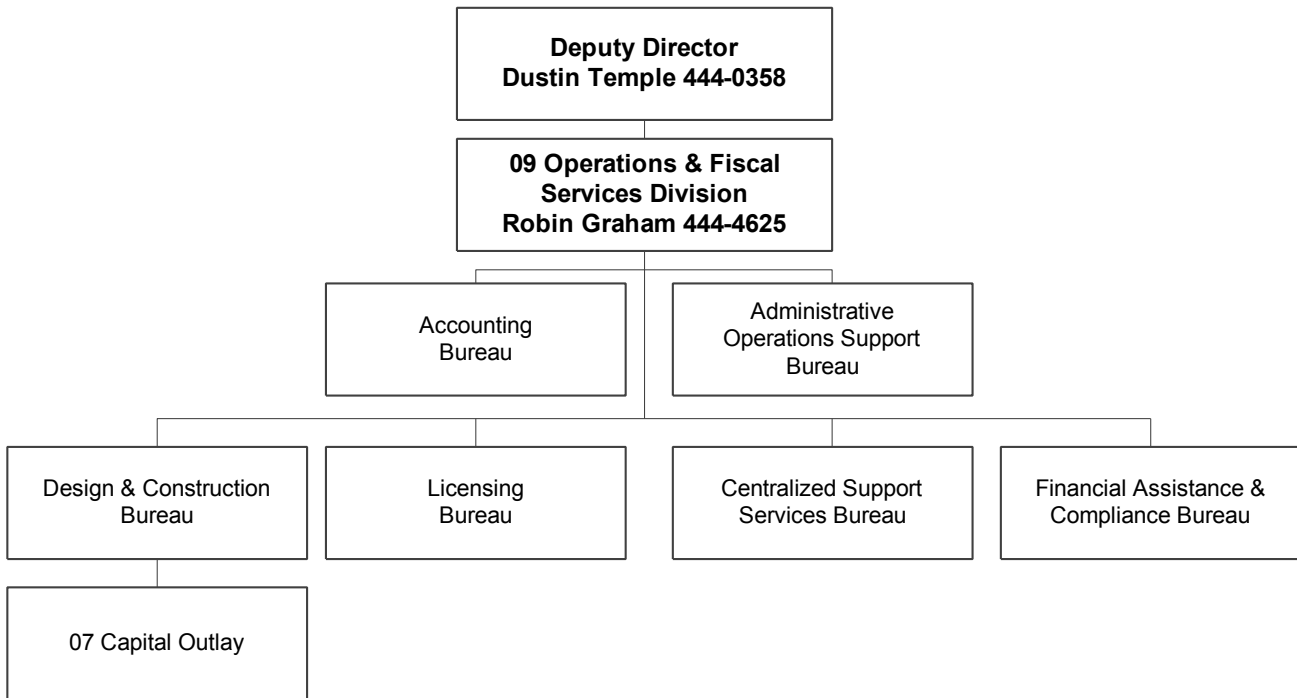 Deputy Director
Dustin Temple 444-0358
09 Operations & Fiscal
Services Division
Robin Graham 444-4625
Accounting
Bureau
Administrative
Operations Support
Bureau
Design & Construction
Bureau
Licensing
Bureau
Centralized Support
Services Bureau
Financial Assistance &
Compliance Bureau
07 Capital Outlay